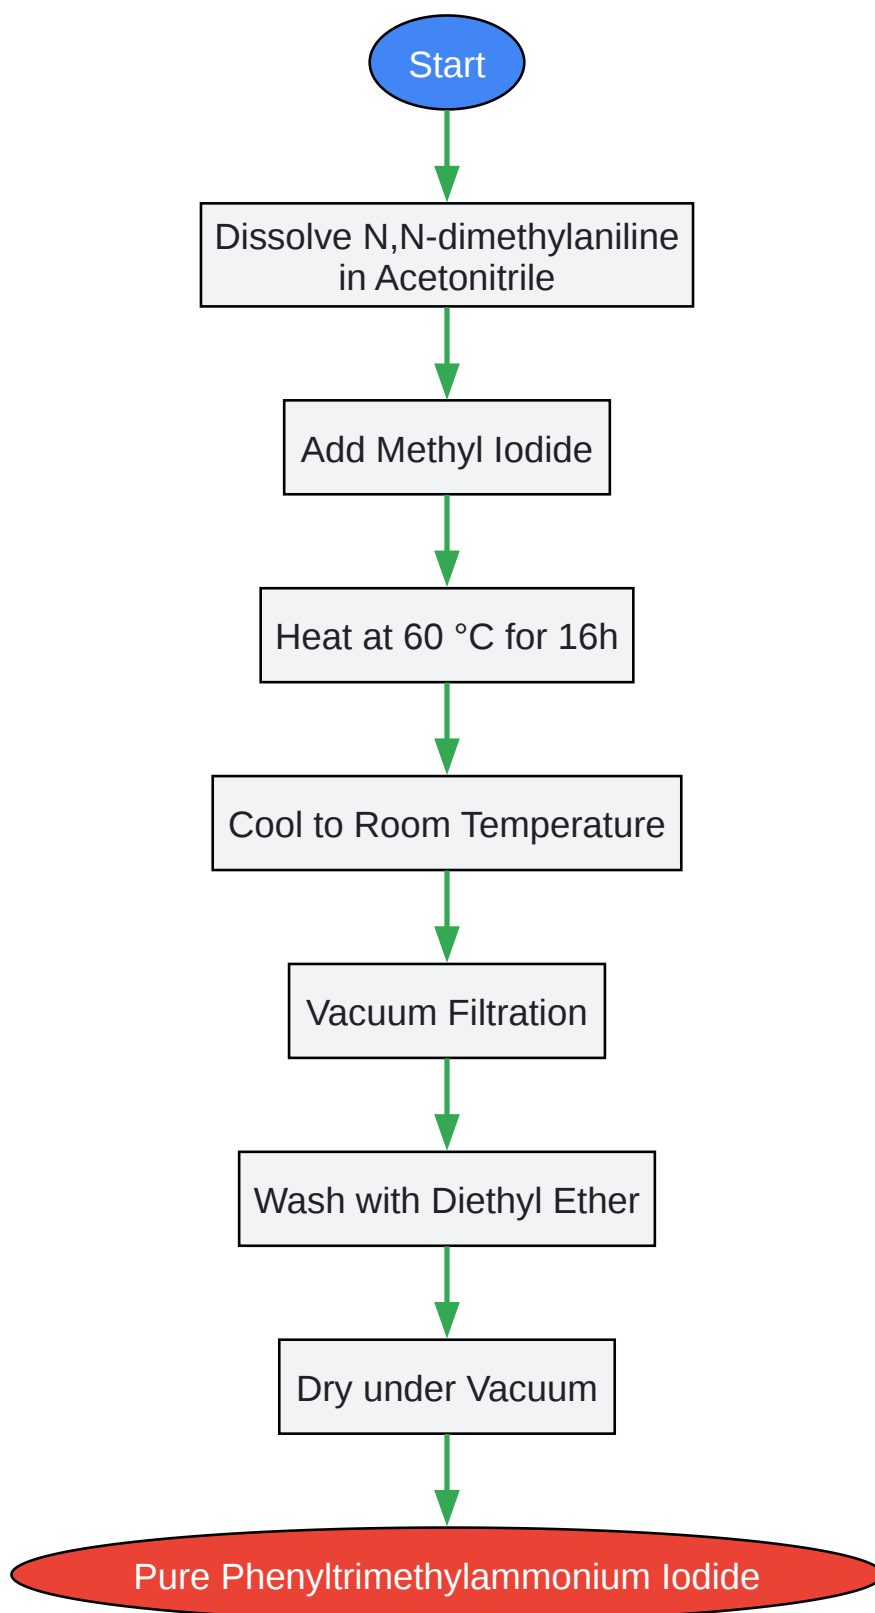 Start
Dissolve N,N-dimethylaniline
in Acetonitrile
Add Methyl Iodide
Heat at 60 °C for 16h
Cool to Room Temperature
Vacuum Filtration
Wash with Diethyl Ether
Dry under Vacuum
Pure Phenyltrimethylammonium Iodide